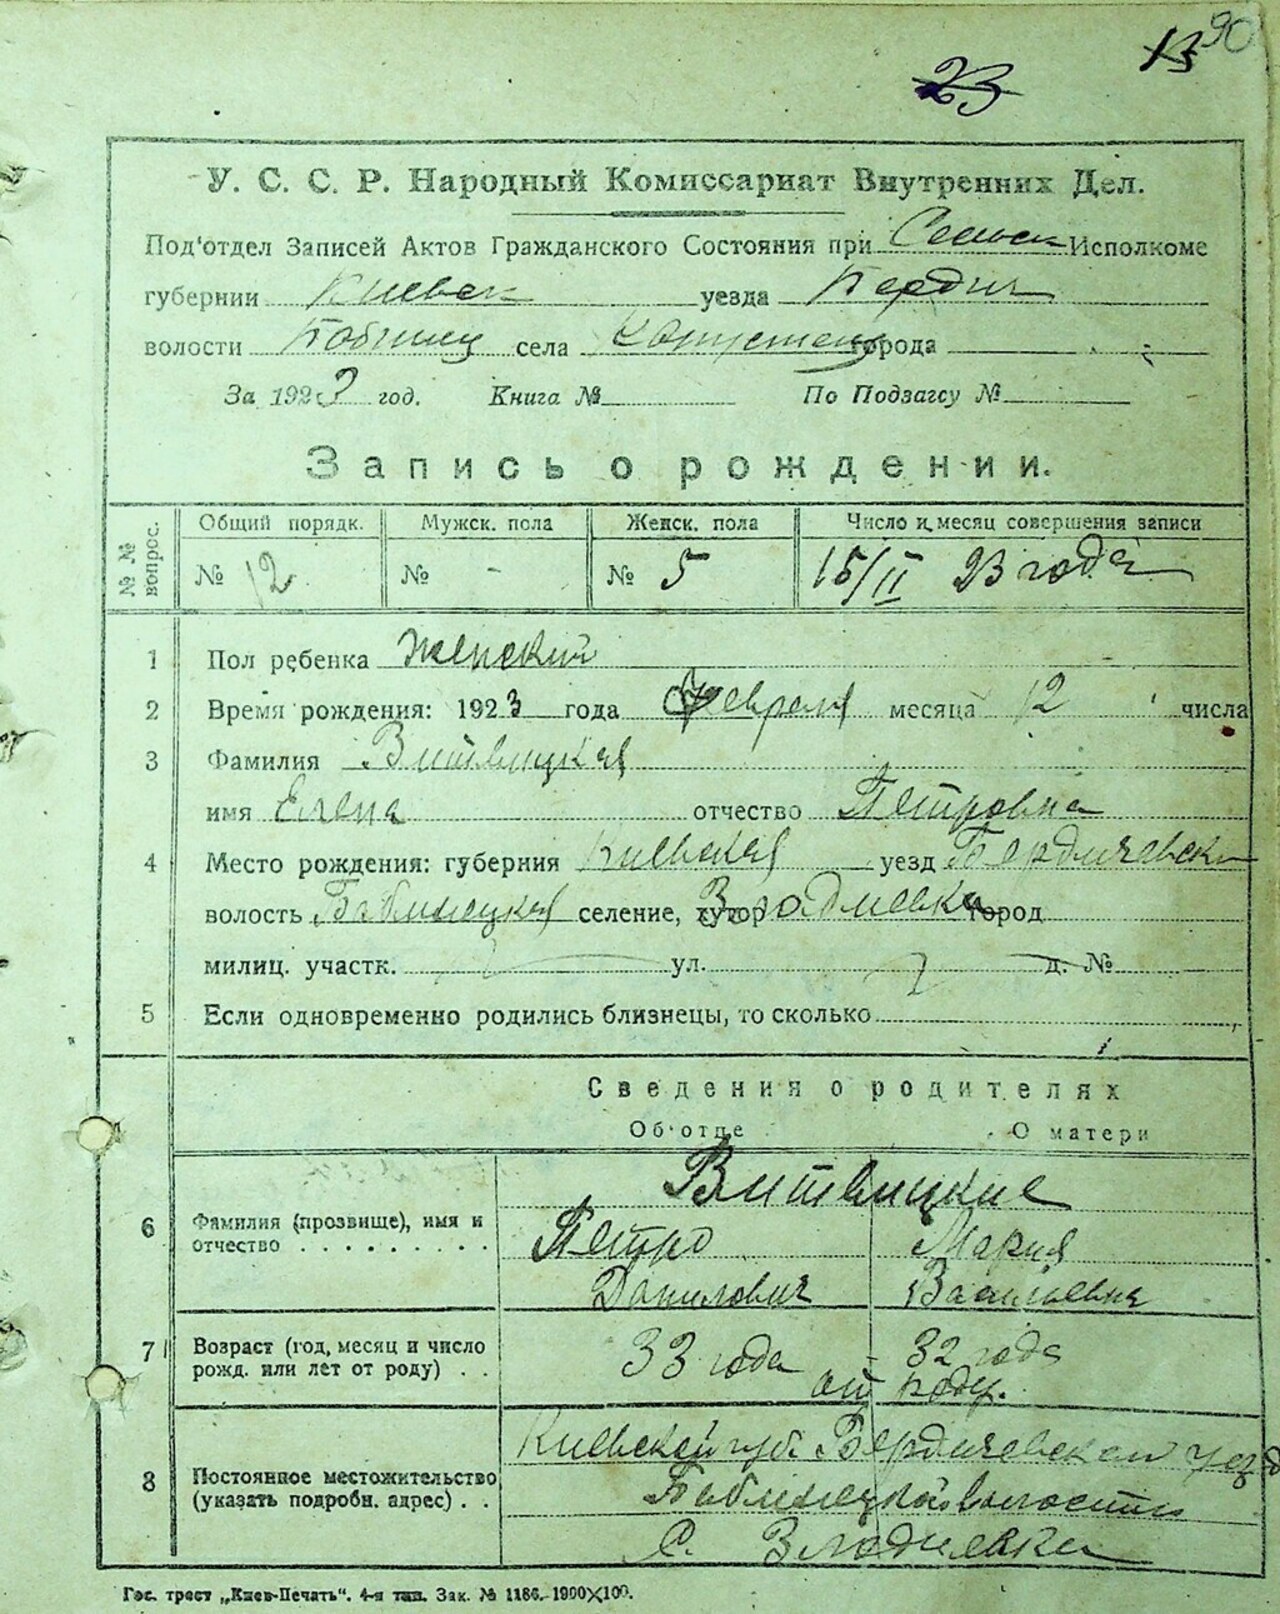 90
13
23
У. С. С. Р. Народный Комиссариат Внутренних Дел.
Под'отдел Записей Актов Гражданского Состояния при Сельск Исполкоме
губернии Киевск уезда Бердич
волости села города
За 1923 год. Книга № По Подзагсу №
Запись о рождении.
№ № вопрос. Общий порядк. Мужск. пола Женск. пола Число и месяц совершения записи
№ 12 № - № 5 15/II 23 года
1 Пол ребенка Женский
2 Время рождения: 1923 года Февраля месяца 12 числа
3 Фамилия Витвицкая
имя Елена отчество Петровна
4 Место рождения: губерния Киевская уезд Бердичевски
волость Бабинецкая селение, хутор город
милиц. участк. ул. д. №
5 Если одновременно родились близнецы, то сколько
Сведения о родителях
Об отце О матери
Витвицкие
6 Фамилия (прозвище), имя и отчество Петро Мария
Данилович Васильевна
7 Возраст (год, месяц и число рожд. или лет от роду) 33 года 32 года
от роду.
Киевской губ. Бердичевской уезд
8 Постоянное местожительство (указать подробн. адрес) Бабинецкой волости
с.
Гос. трест „Киев-Печать“. 4-я тип. Зак. № 1186.-1900×100.